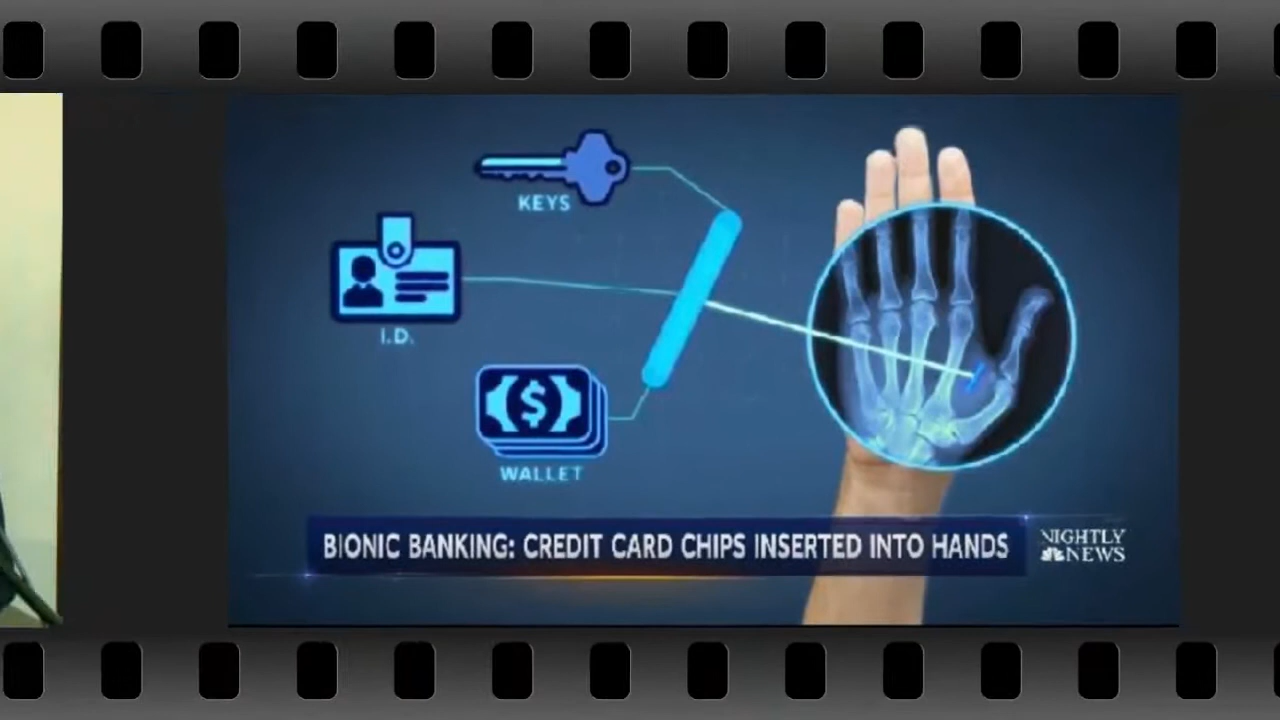 KEYS
I.D.
$
WALLET
BIONIC BANKING: CREDIT CARD CHIPS INSERTED INTO HANDS
NIGHTLY
NEWS